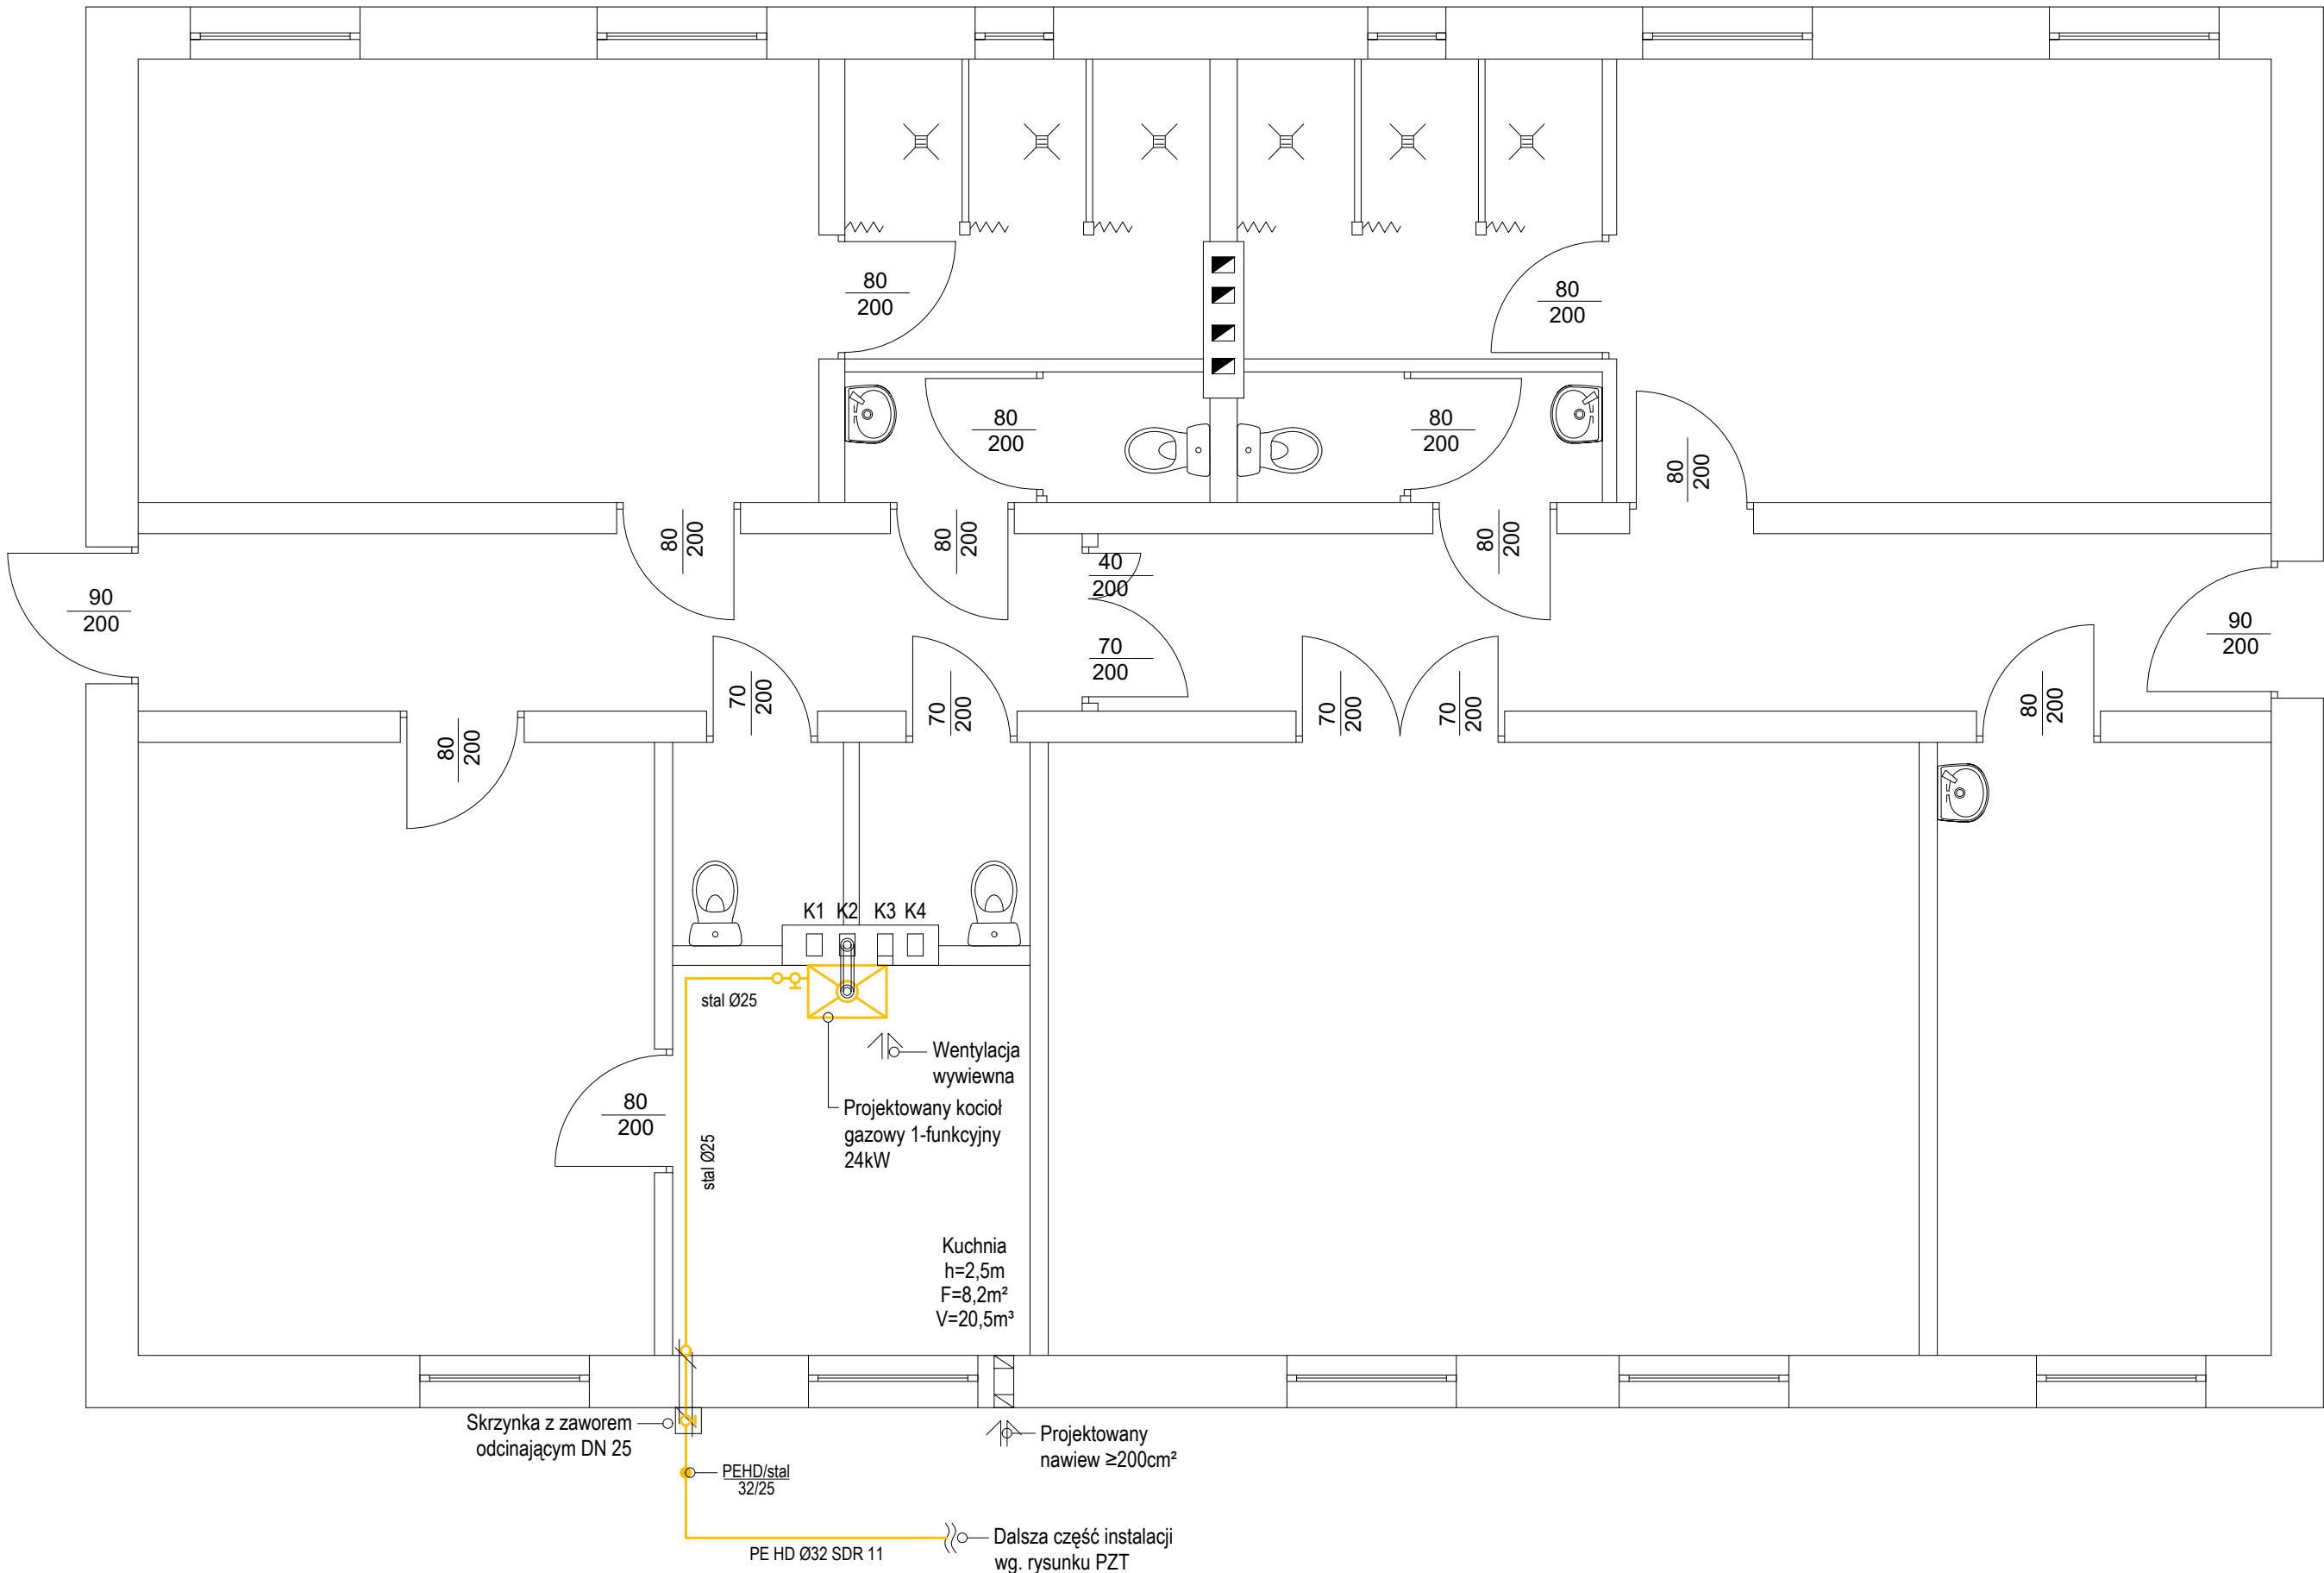 80
200
80
200
80
200
80
200
80
200
80
200
80
200
80
200
40
200
90
200
70
200
90
200
80
200
70
200
70
200
70
200
70
200
80
200
K1
K2
K3
K4
stal Ø25
Wentylacja
wywiewna
80
200
Projektowany kocioł
gazowy 1-funkcyjny
24kW
stal Ø25
Kuchnia
h=2,5m
F=8,2m²
V=20,5m³
Skrzynka z zaworem
odcinającym DN 25
Projektowany
nawiew ≥200cm²
PEHD/stal
32/25
Dalsza część instalacji
wg. rysunku PZT
PE HD Ø32 SDR 11